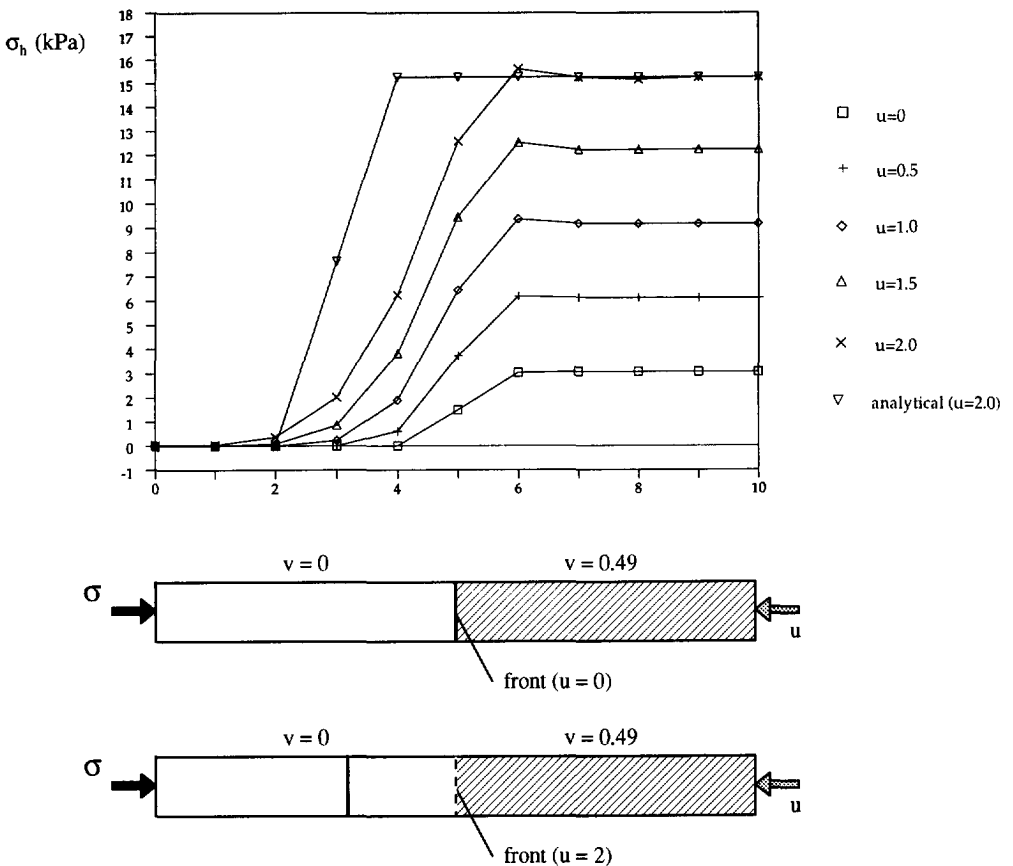 σh (kPa)
18
17
16
15
14
13
12
11
10
9
8
7
6
5
4
3
2
1
0
-1
0 2 4 6 8 10
u=0
u=0.5
u=1.0
u=1.5
u=2.0
analytical (u=2.0)
v = 0 v = 0.49
σ
u
front (u = 0)
v = 0 v = 0.49
σ
u
front (u = 2)